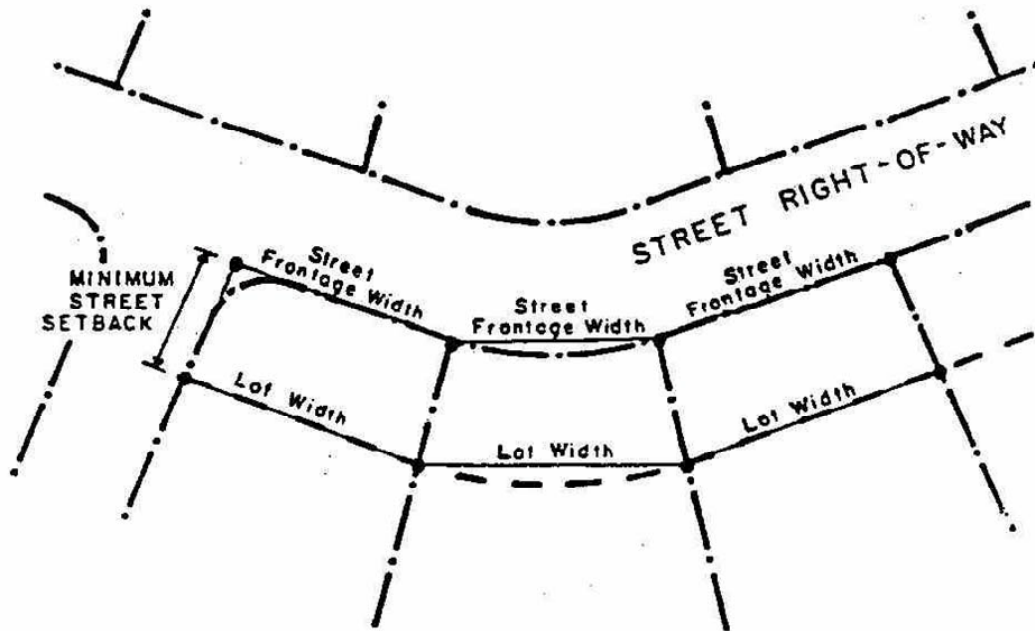 STREET RIGHT-OF-WAY
Street
Frontage Width
MINIMUM
STREET
SETBACK
Street
Frontage Width
Street
Frontage Width
Lot Width
Lot Width
Lot Width